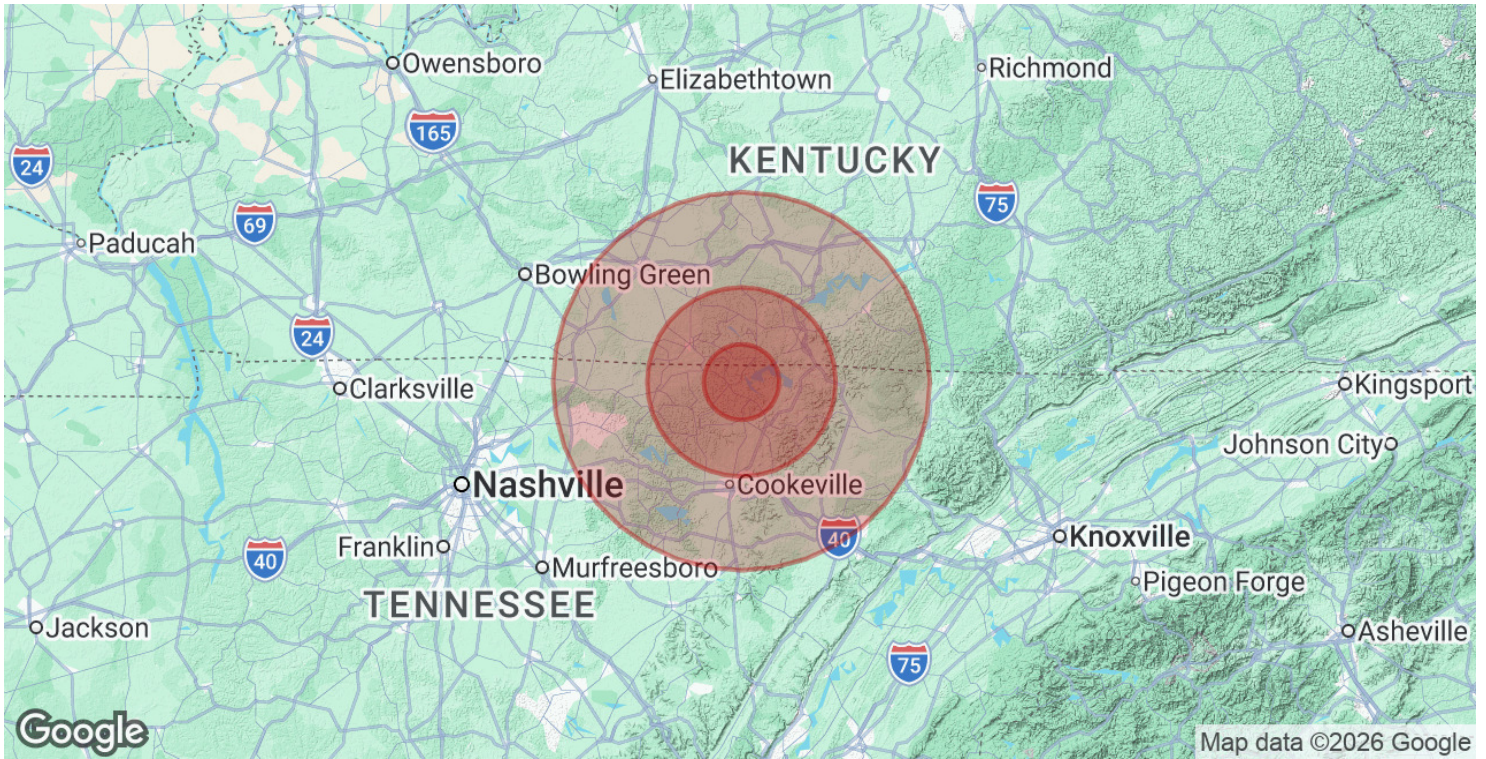 Owensboro
Elizabethtown
Richmond
165
KENTUCKY
24
75
69
Paducah
Bowling Green
24
Clarksville
Kingsport
Johnson City
Nashville
Cookeville
40
Knoxville
Franklin
40
Murfreesboro
Pigeon Forge
TENNESSEE
Jackson
Asheville
75
Google
Map data ©2026 Google